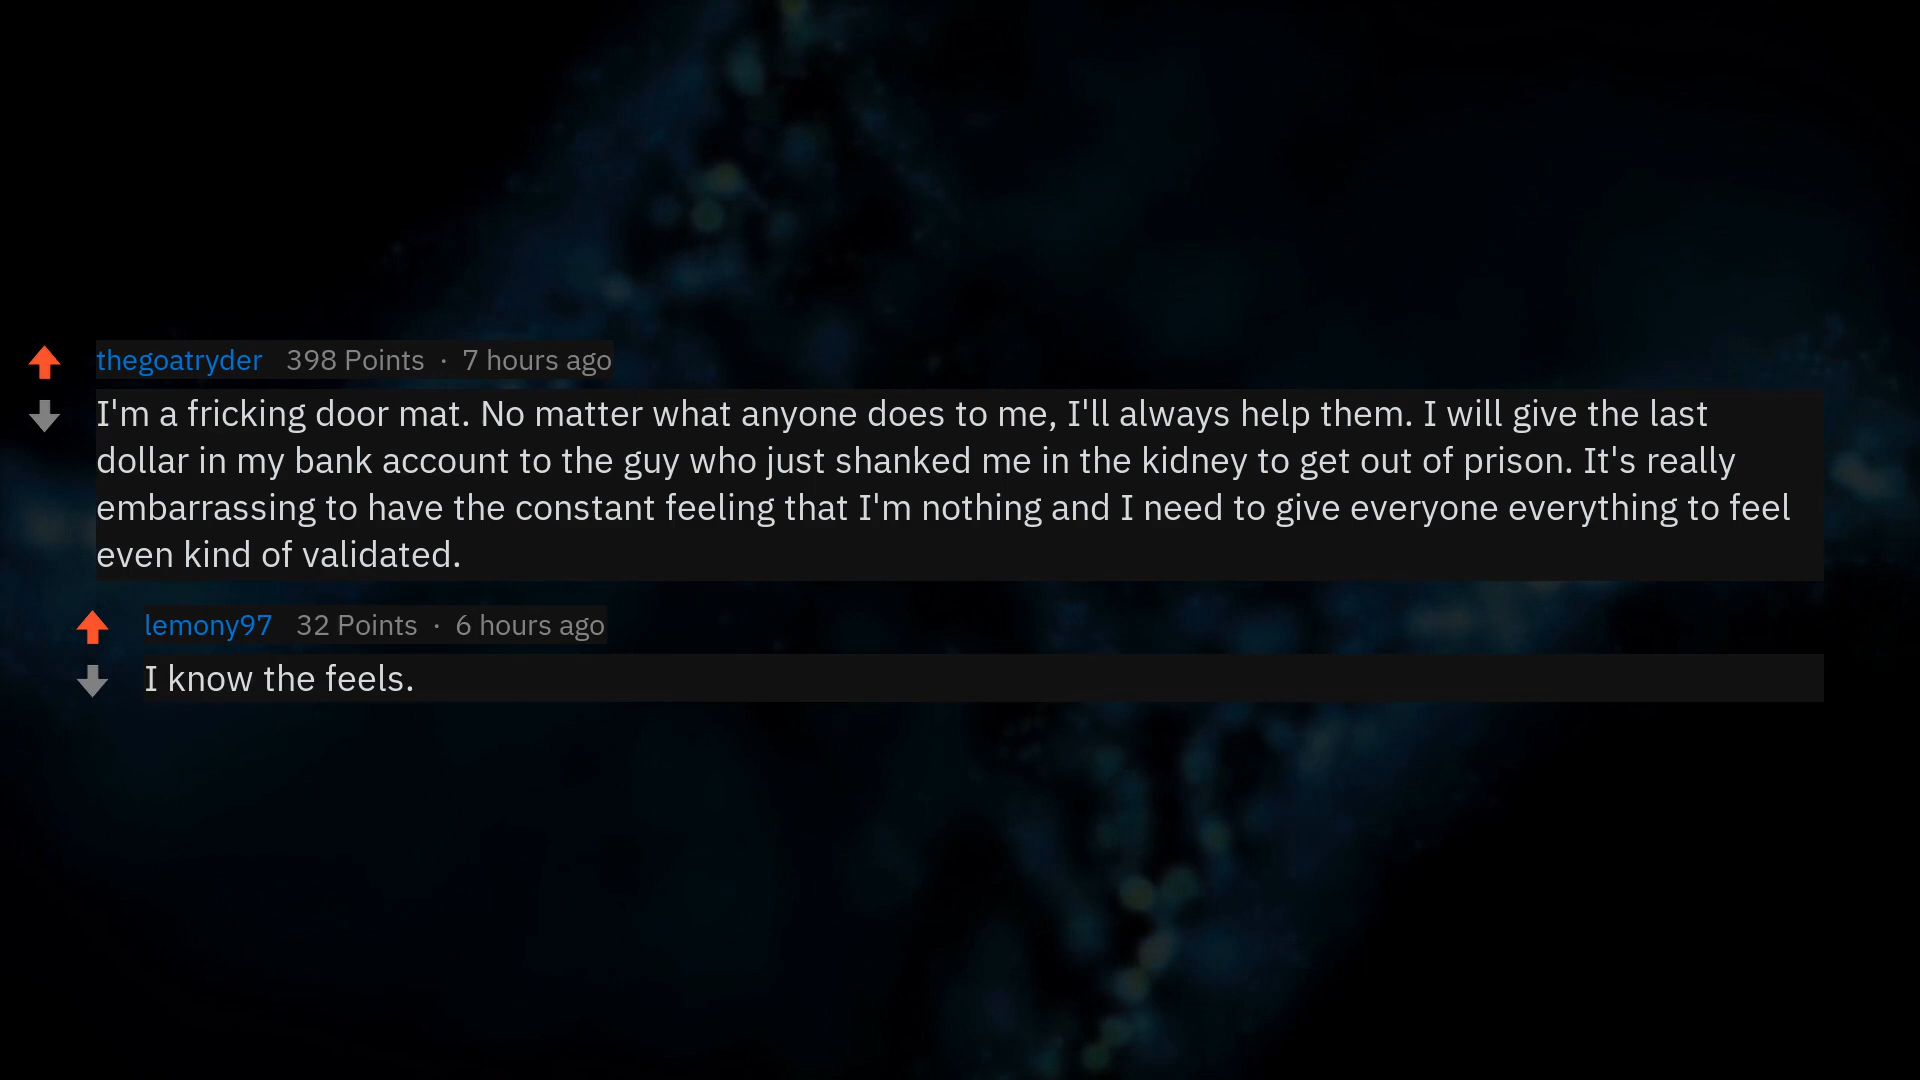 thegoatryder 398 Points · 7 hours ago
I'm a fricking door mat. No matter what anyone does to me, I'll always help them. I will give the last
dollar in my bank account to the guy who just shanked me in the kidney to get out of prison. It's really
embarrassing to have the constant feeling that I'm nothing and I need to give everyone everything to feel
even kind of validated.
lemony97 32 Points · 6 hours ago
I know the feels.